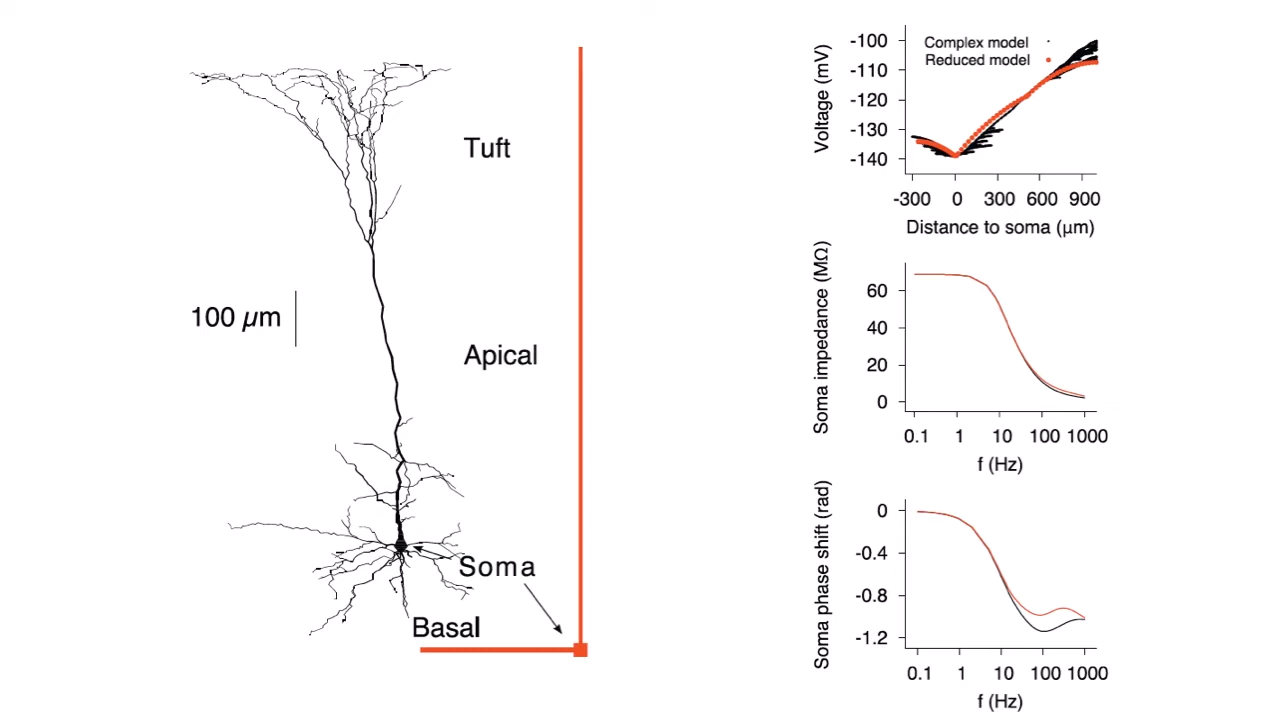 Tuft
100 µm
Apical
Soma
Basal
Voltage (mV)
Complex model
Reduced model
-100
-110
-120
-130
-140
-300 0 300 600 900
Distance to soma (µm)
Soma impedance (MΩ)
60
40
20
0
0.1 1 10 100 1000
f (Hz)
Soma phase shift (rad)
0
-0.4
-0.8
-1.2
0.1 1 10 100 1000
f (Hz)